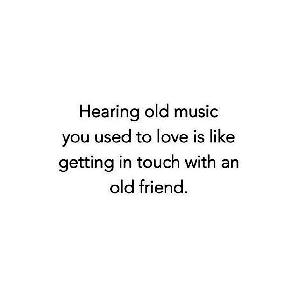 Hearing old music
you used to love is like
getting in touch with an
old friend.